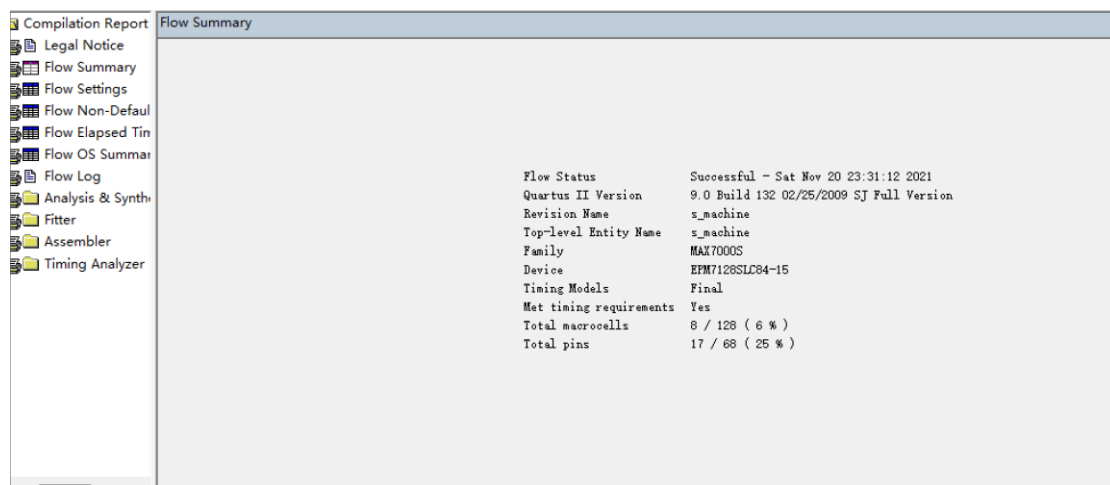 Compilation Report
Legal Notice
Flow Summary
Flow Settings
Flow Non-Defaul
Flow Elapsed Tim
Flow OS Summar
Flow Log
Analysis & Synth
Fitter
Assembler
Timing Analyzer
Flow Summary
Flow Status Successful - Sat Nov 20 23:31:12 2021
Quartus II Version 9.0 Build 132 02/25/2009 SJ Full Version
Revision Name s_machine
Top-level Entity Name s_machine
Family MAX7000S
Device EPM7128SLC84-15
Timing Models Final
Met timing requirements Yes
Total macrocells 8 / 128 ( 6 % )
Total pins 17 / 68 ( 25 % )